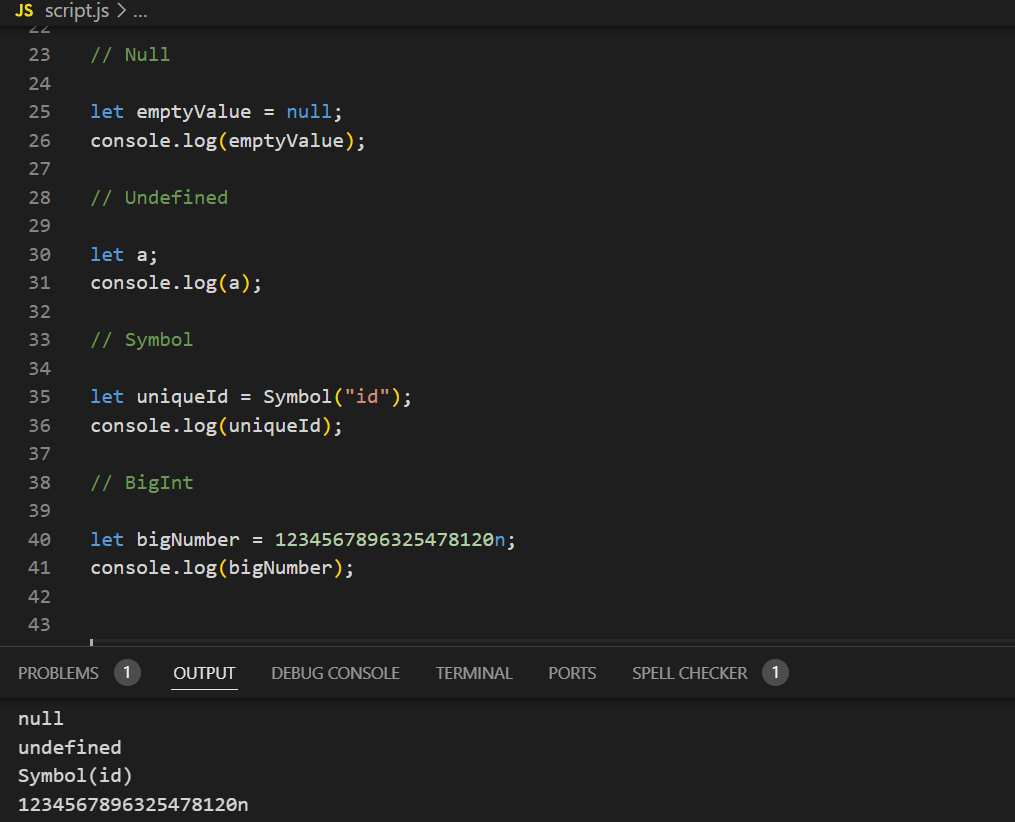 JS script.js > ...
22
23 // Null
24
25 let emptyValue = null;
26 console.log(emptyValue);
27
28 // Undefined
29
30 let a;
31 console.log(a);
32
33 // Symbol
34
35 let uniqueId = Symbol("id");
36 console.log(uniqueId);
37
38 // BigInt
39
40 let bigNumber = 1234567896325478120n;
41 console.log(bigNumber);
42
43
PROBLEMS 1 OUTPUT DEBUG CONSOLE TERMINAL PORTS SPELL CHECKER 1
null
undefined
Symbol(id)
1234567896325478120n